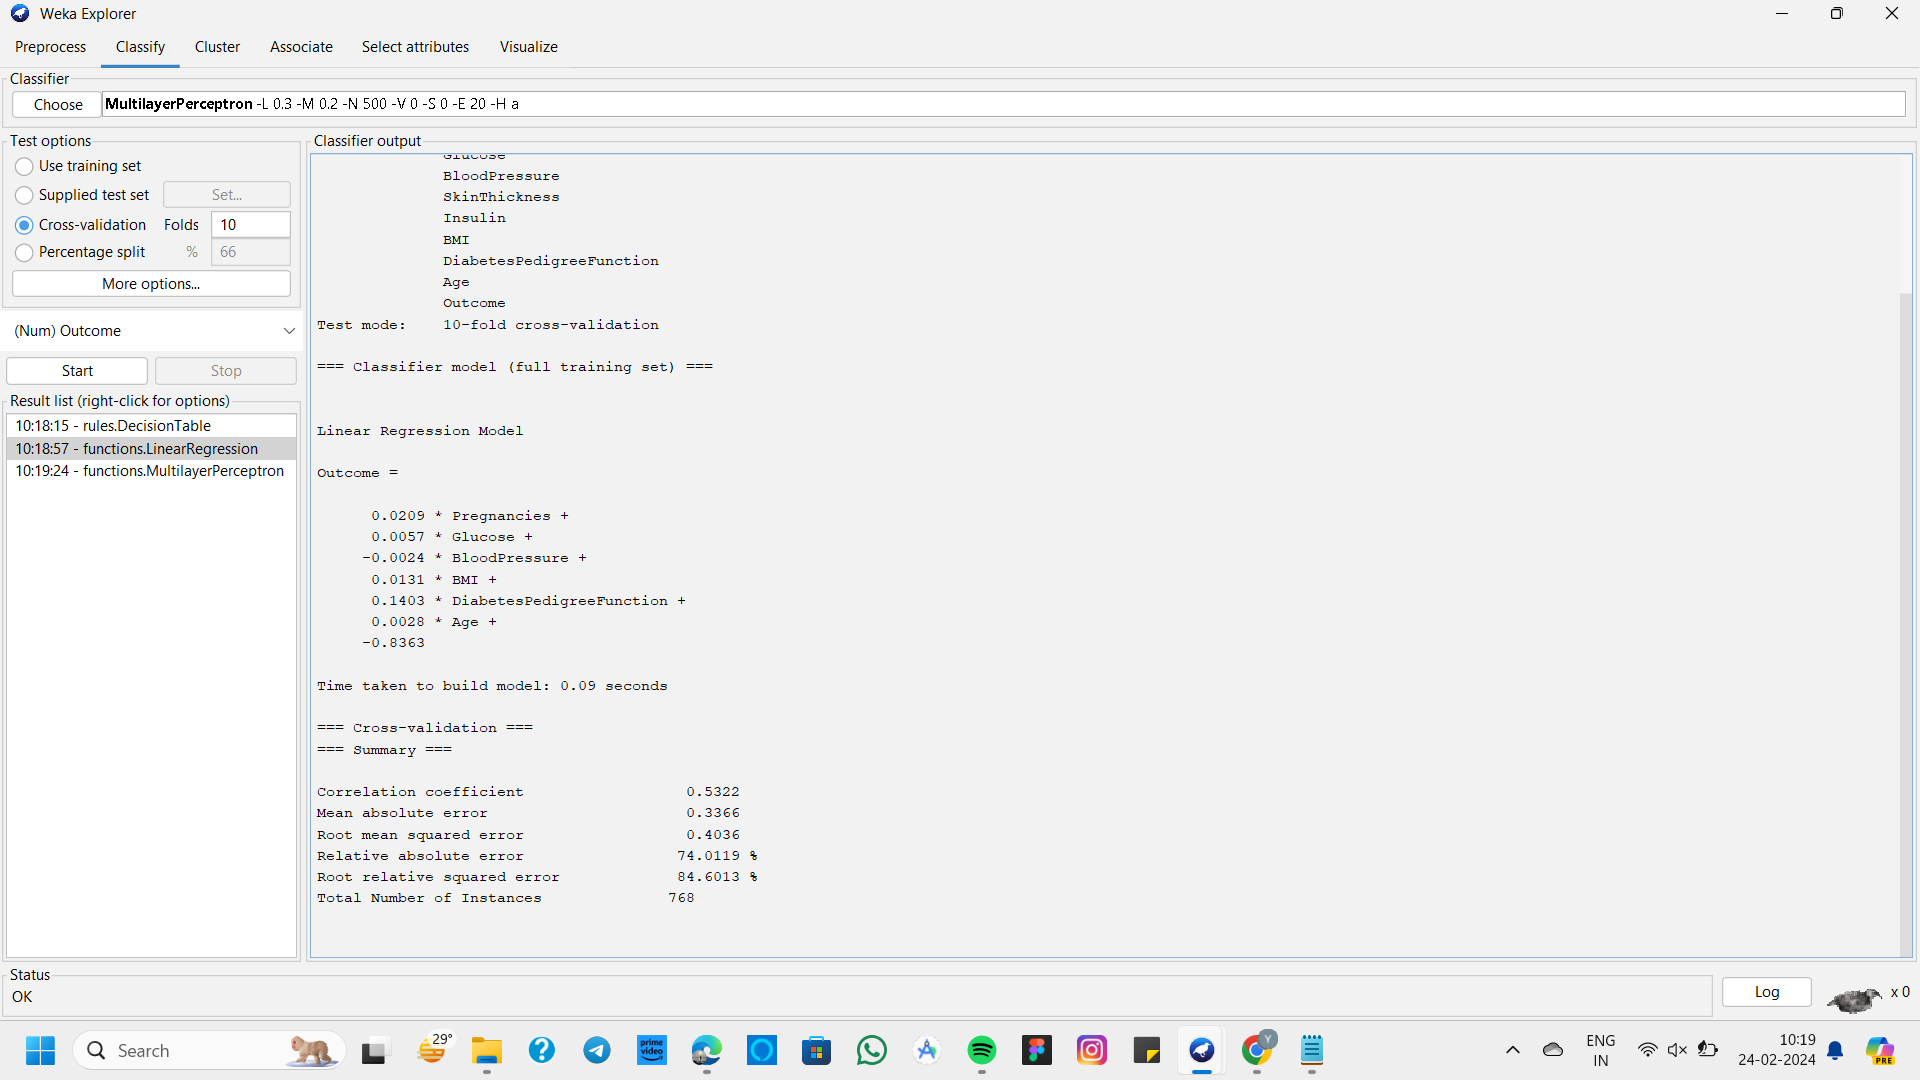 Weka Explorer
Preprocess Classify Cluster Associate Select attributes Visualize
Classifier
Choose MultilayerPerceptron -L 0.3 -M 0.2 -N 500 -V 0 -S 0 -E 20 -H a
Test options
Use training set
Supplied test set Set...
Cross-validation Folds 10
Percentage split % 66
More options...
(Num) Outcome
Start Stop
Result list (right-click for options)
10:18:15 - rules.DecisionTable
10:18:57 - functions.LinearRegression
10:19:24 - functions.MultilayerPerceptron
Classifier output
Glucose
BloodPressure
SkinThickness
Insulin
BMI
DiabetesPedigreeFunction
Age
Outcome
Test mode: 10-fold cross-validation
=== Classifier model (full training set) ===
Linear Regression Model
Outcome =
0.0209 * Pregnancies +
0.0057 * Glucose +
-0.0024 * BloodPressure +
0.0131 * BMI +
0.1403 * DiabetesPedigreeFunction +
0.0028 * Age +
-0.8363
Time taken to build model: 0.09 seconds
=== Cross-validation ===
=== Summary ===
Correlation coefficient 0.5322
Mean absolute error 0.3366
Root mean squared error 0.4036
Relative absolute error 74.0119 %
Root relative squared error 84.6013 %
Total Number of Instances 768
Status
OK
Log x 0
Search
29°
prime video
Y
ENG
IN
10:19
24-02-2024
PRE